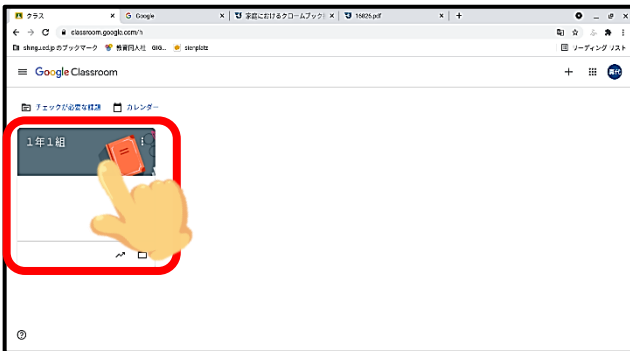 クラス
Google
家庭におけるクロームブック
16826.pdf
classroom.google.com/h
shng.ed.jp のブックマーク
教育同人社
GIG...
リーディング リスト
Google Classroom
チェックが必要な課題
カレンダー
1年1組